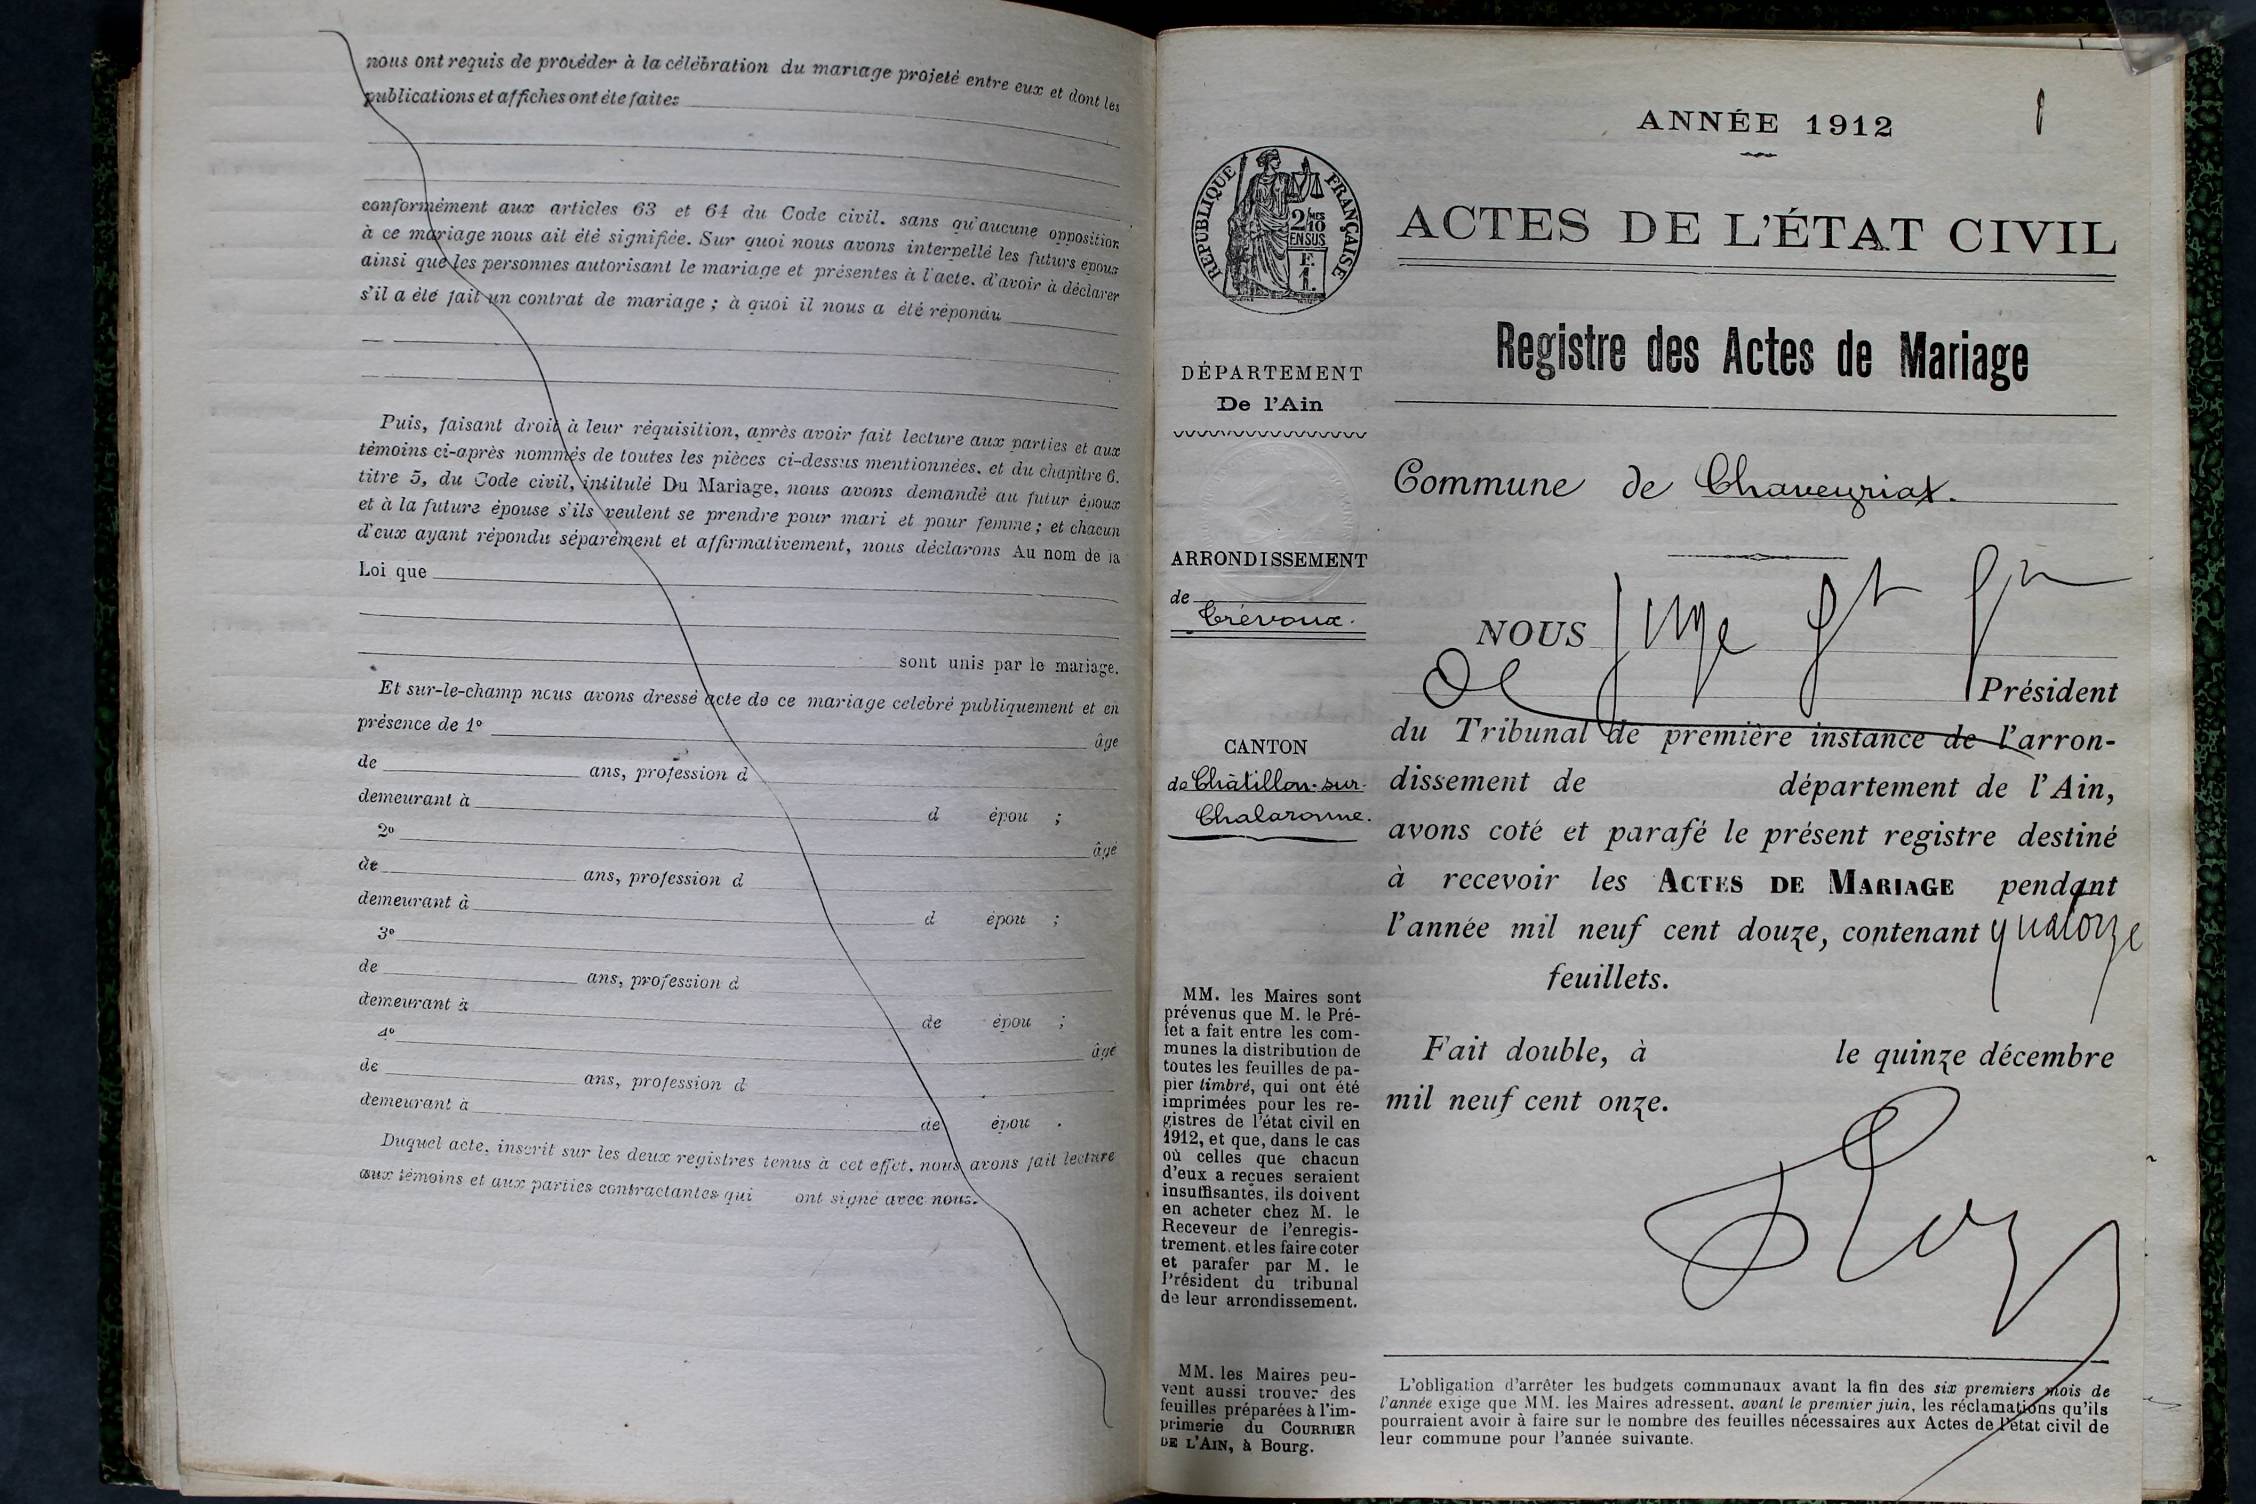 nous ont requis de procéder à la célébration du mariage projeté entre eux et dont les
publications et affiches ont été faites
conformément aux articles 63 et 64 du Code civil. sans qu'aucune opposition
à ce mariage nous ait été signifiée. Sur quoi nous avons interpellé les futurs epoux
ainsi que les personnes autorisant le mariage et présentes à l'acte. d'avoir à déclarer
s'il a été fait un contrat de mariage ; à quoi il nous a été répondu
Puis, faisant droit à leur réquisition, après avoir fait lecture aux parties et aux
témoins ci-après nommés de toutes les pièces ci-dessus mentionnées. et du chapitre 6.
titre 5, du Code civil, intitulé Du Mariage, nous avons demandé au futur époux
et à la future épouse s'ils veulent se prendre pour mari et pour femme ; et chacun
d'eux ayant répondu séparément et affirmativement, nous déclarons Au nom de la
Loi que
sont unis par le mariage.
Et sur-le-champ nous avons dressé acte de ce mariage celebré publiquement et en
présence de 1º âgé
de ans, profession d
demeurant à d épou ;
2º âgé
de ans, profession d
demeurant à d épou ;
3º
de ans, profession d
demeurant à de épou ;
4º âgé
de ans, profession d
demeurant à de épou .
Duquel acte, inscrit sur les deux registres tenus à cet effet. nous avons fait lecture
aux témoins et aux parties contractantes qui ont signé avec nous.
ANNÉE 1912
RÉPUBLIQUE FRANÇAISE
2/10 MES
EN SUS
F.
1.
ACTES DE L'ÉTAT CIVIL
Registre des Actes de Mariage
DÉPARTEMENT
De l'Ain
Commune de Chaveyriat.
ARRONDISSEMENT
de Trévoux.
NOUS Juge
Président
du Tribunal de première instance de l'arron-
CANTON
de Châtillon-sur-
Chalaronne.
dissement de département de l'Ain,
avons coté et parafé le présent registre destiné
à recevoir les ACTES DE MARIAGE pendant
l'année mil neuf cent douze, contenant quatorze
feuillets.
Fait double, à le quinze décembre
mil neuf cent onze.
MM. les Maires sont
prévenus que M. le Pré-
fet a fait entre les com-
munes la distribution de
toutes les feuilles de pa-
pier timbré, qui ont été
imprimées pour les re-
gistres de l'état civil en
1912, et que, dans le cas
où celles que chacun
d'eux a reçues seraient
insuffisantes, ils doivent
en acheter chez M. le
Receveur de l'enregis-
trement. et les faire coter
et parafer par M. le
Président du tribunal
de leur arrondissement.
MM. les Maires peu-
vent aussi trouver des
feuilles préparées à l'im-
primerie du COURRIER
DE L'AIN, à Bourg.
L'obligation d'arrêter les budgets communaux avant la fin des six premiers mois de
l'année exige que MM. les Maires adressent. avant le premier juin, les réclamations qu'ils
pourraient avoir à faire sur le nombre des feuilles nécessaires aux Actes de l'état civil de
leur commune pour l'année suivante.